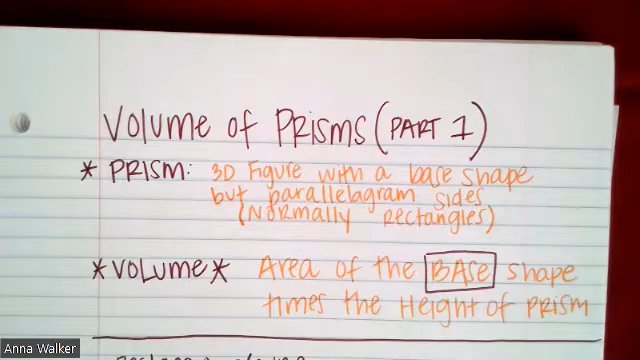 Volume of Prisms (PART 1)
* PRISM: 3D Figure with a base shape
but parallelagram sides
(Normally Rectangles)
*VOLUME* Area of the BASE shape
times the Height of PRISM
Anna Walker